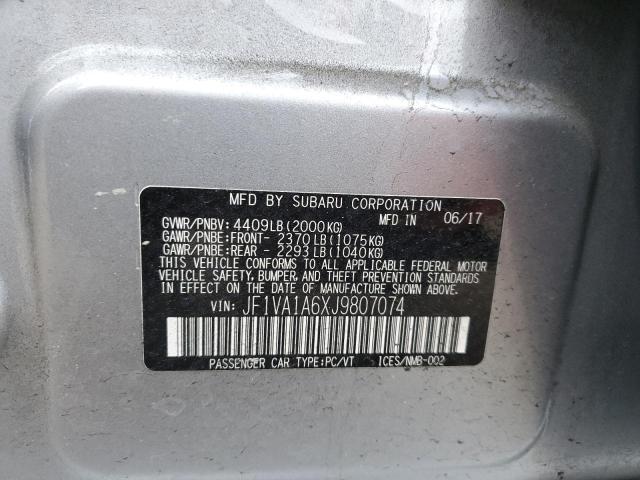 MFD BY SUBARU CORPORATION
MFD IN 06/17
GVWR/PNBV: 4409LB(2000KG)
GAWR/PNBE:FRONT- 2370LB(1075KG)
GAWR/PNBE:REAR - 2293LB(1040KG)
THIS VEHICLE CONFORMS TO ALL APPLICABLE FEDERAL MOTOR
VEHICLE SAFETY, BUMPER, AND THEFT PREVENTION STANDARDS
IN EFFECT ON THE DATE OF MANUFACTURE SHOWN ABOVE.
VIN: JF1VA1A6XJ9807074
PASSENGER CAR TYPE:PC/VT ICES/NMB-002